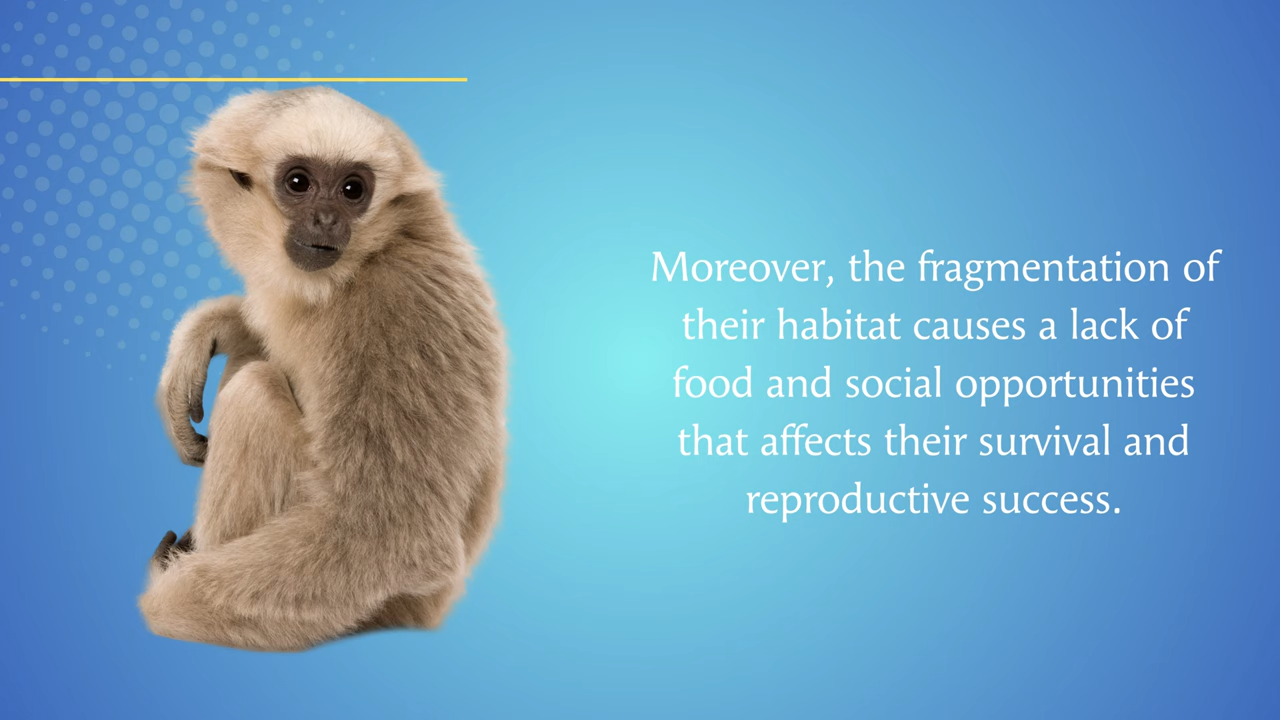 Moreover, the fragmentation of
their habitat causes a lack of
food and social opportunities
that affects their survival and
reproductive success.